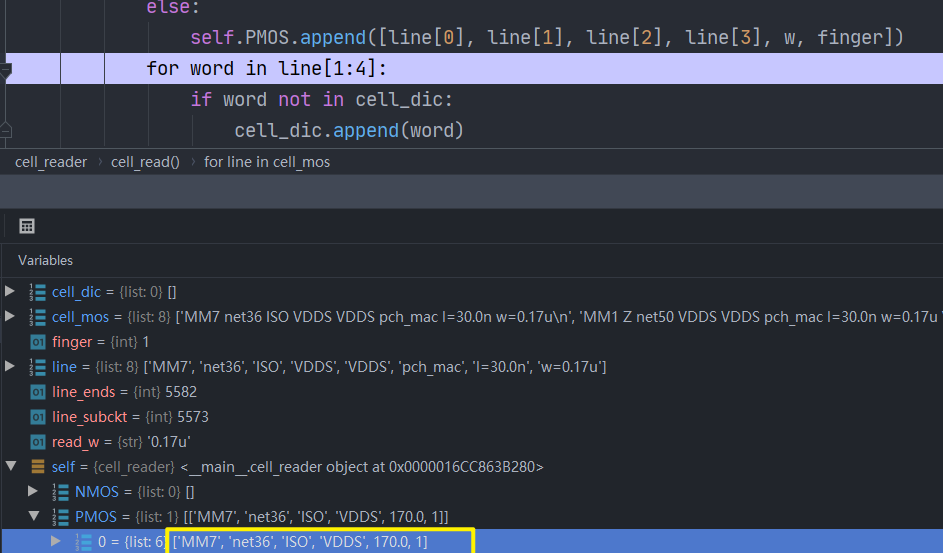 else:
self.PMOS.append([line[0], line[1], line[2], line[3], w, finger])
for word in line[1:4]:
if word not in cell_dic:
cell_dic.append(word)
cell_reader › cell_read() › for line in cell_mos
Variables
cell_dic = {list: 0} []
cell_mos = {list: 8} ['MM7 net36 ISO VDDS VDDS pch_mac l=30.0n w=0.17u\n', 'MM1 Z net50 VDDS VDDS pch_mac l=30.0n w=0.17u
01 finger = {int} 1
line = {list: 8} ['MM7', 'net36', 'ISO', 'VDDS', 'VDDS', 'pch_mac', 'l=30.0n', 'w=0.17u']
01 line_ends = {int} 5582
01 line_subckt = {int} 5573
01 read_w = {str} '0.17u'
self = {cell_reader} <__main__.cell_reader object at 0x0000016CC863B280>
NMOS = {list: 0} []
PMOS = {list: 1} [['MM7', 'net36', 'ISO', 'VDDS', 170.0, 1]]
0 = {list: 6} ['MM7', 'net36', 'ISO', 'VDDS', 170.0, 1]